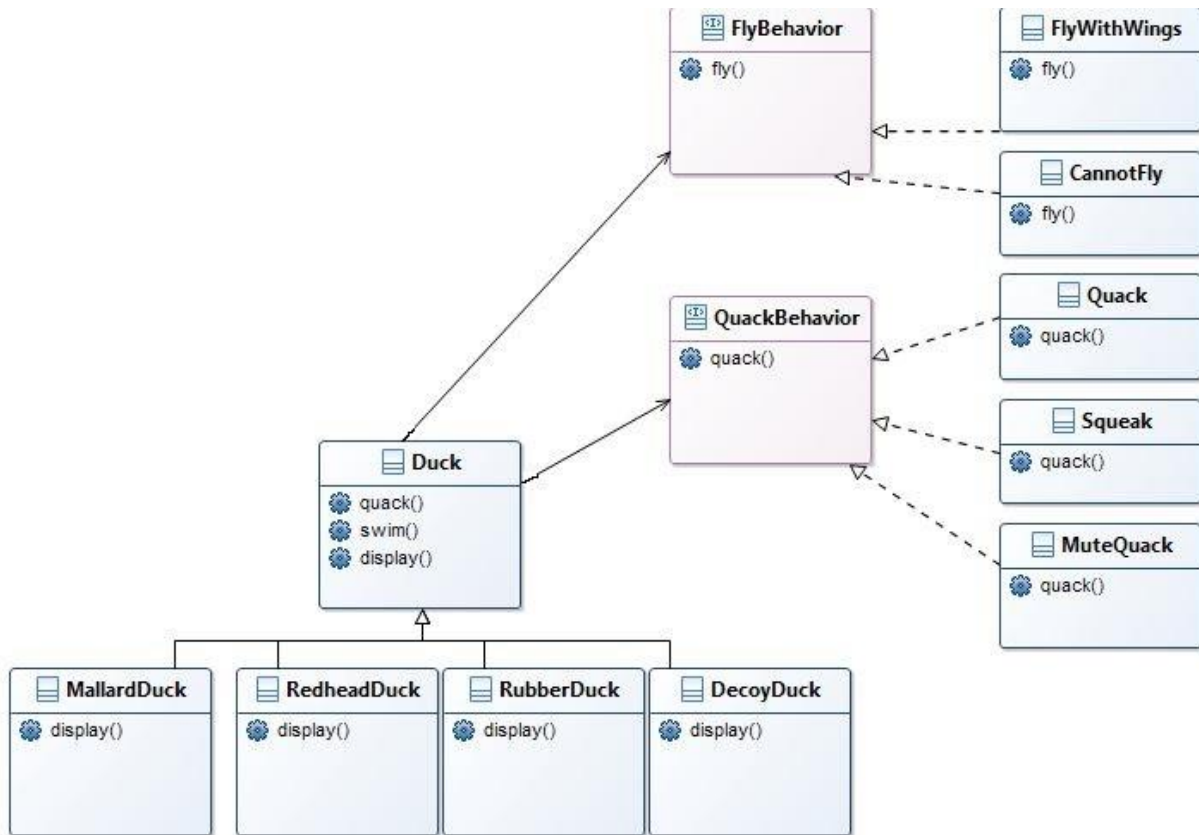 FlyBehavior
fly()
FlyWithWings
fly()
CannotFly
fly()
QuackBehavior
quack()
Quack
quack()
Squeak
quack()
MuteQuack
quack()
Duck
quack()
swim()
display()
MallardDuck
display()
RedheadDuck
display()
RubberDuck
display()
DecoyDuck
display()